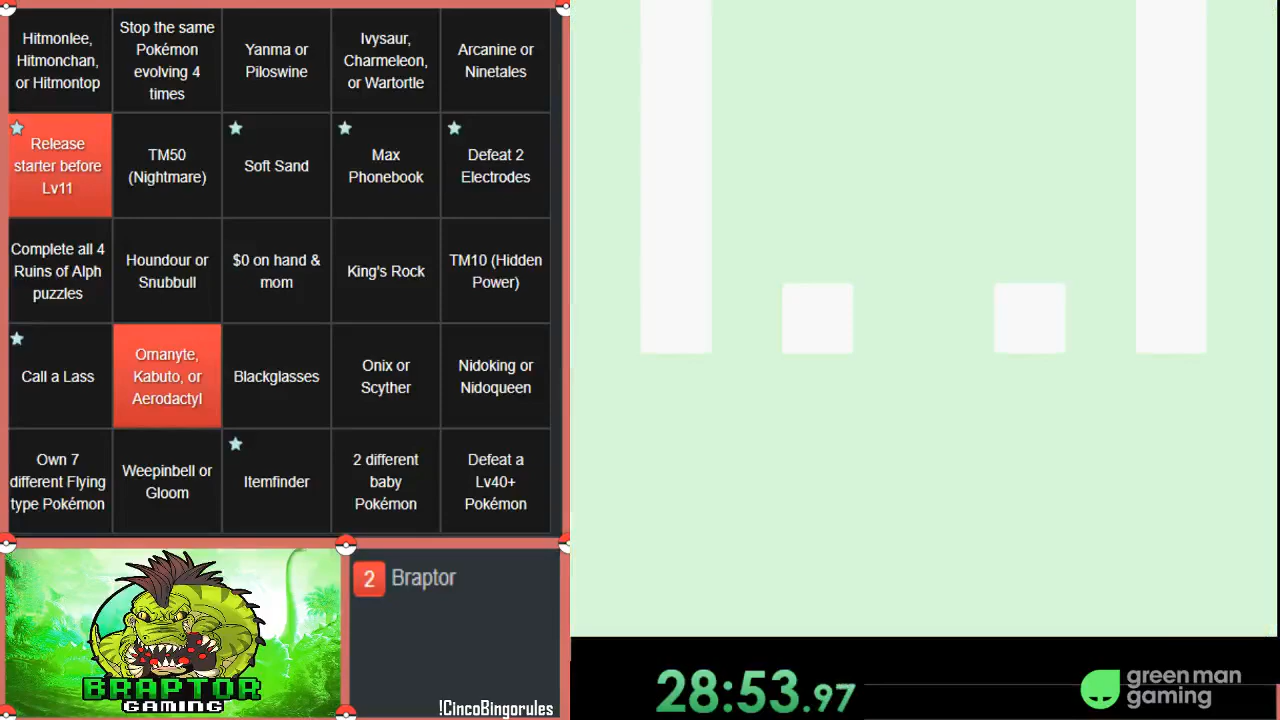 Hitmonlee,
Hitmonchan,
or Hitmontop
Stop the same
Pokémon
evolving 4
times
Yanma or
Piloswine
Ivysaur,
Charmeleon,
or Wartortle
Arcanine or
Ninetales
Release
starter before
Lv11
TM50
(Nightmare)
Soft Sand
Max
Phonebook
Defeat 2
Electrodes
Complete all 4
Ruins of Alph
puzzles
Houndour or
Snubbull
$0 on hand &
mom
King's Rock
TM10 (Hidden
Power)
Call a Lass
Omanyte,
Kabuto, or
Aerodactyl
Blackglasses
Onix or
Scyther
Nidoking or
Nidoqueen
Own 7
different Flying
type Pokémon
Weepinbell or
Gloom
Itemfinder
2 different
baby
Pokémon
Defeat a
Lv40+
Pokémon
BRAPTOR
GAMING
2 Braptor
!CincoBingorules
28:53.97
green man
gaming